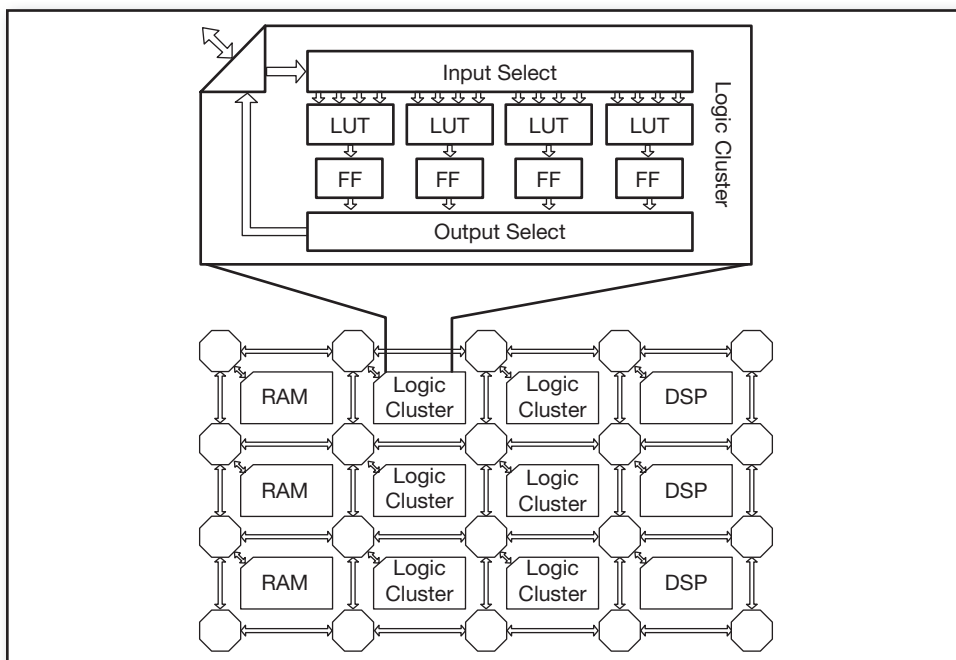 Input Select
LUT LUT LUT LUT
FF FF FF FF
Output Select
Logic Cluster
RAM Logic Cluster Logic Cluster DSP
RAM Logic Cluster Logic Cluster DSP
RAM Logic Cluster Logic Cluster DSP